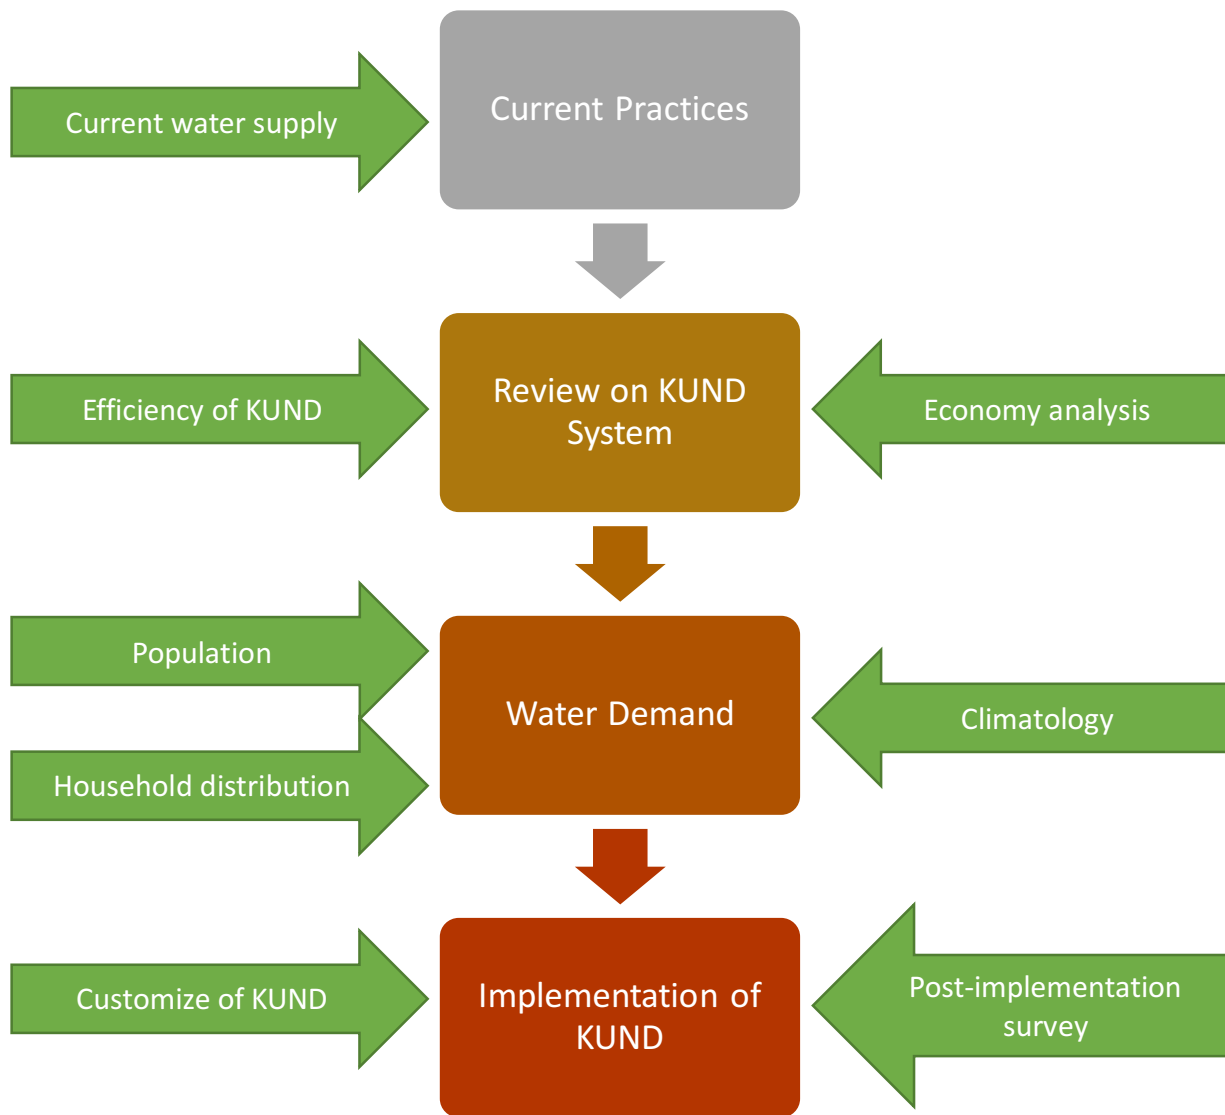 Current water supply
Current Practices
Efficiency of KUND
Review on KUND
System
Economy analysis
Population
Household distribution
Water Demand
Climatology
Customize of KUND
Implementation of
KUND
Post-implementation
survey